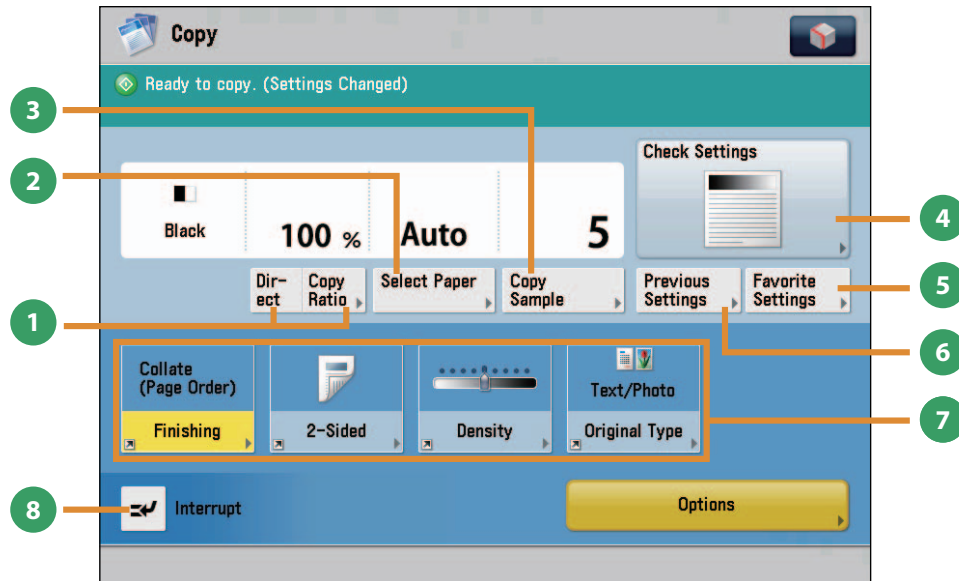 Copy
Ready to copy. (Settings Changed)
3
Check Settings
2
Black
100 %
Auto
5
4
Dir-
ect
Copy
Ratio
Select Paper
Copy
Sample
Previous
Settings
Favorite
Settings
5
1
6
Collate
(Page Order)
Text/Photo
Finishing
2-Sided
Density
Original Type
7
8
Interrupt
Options